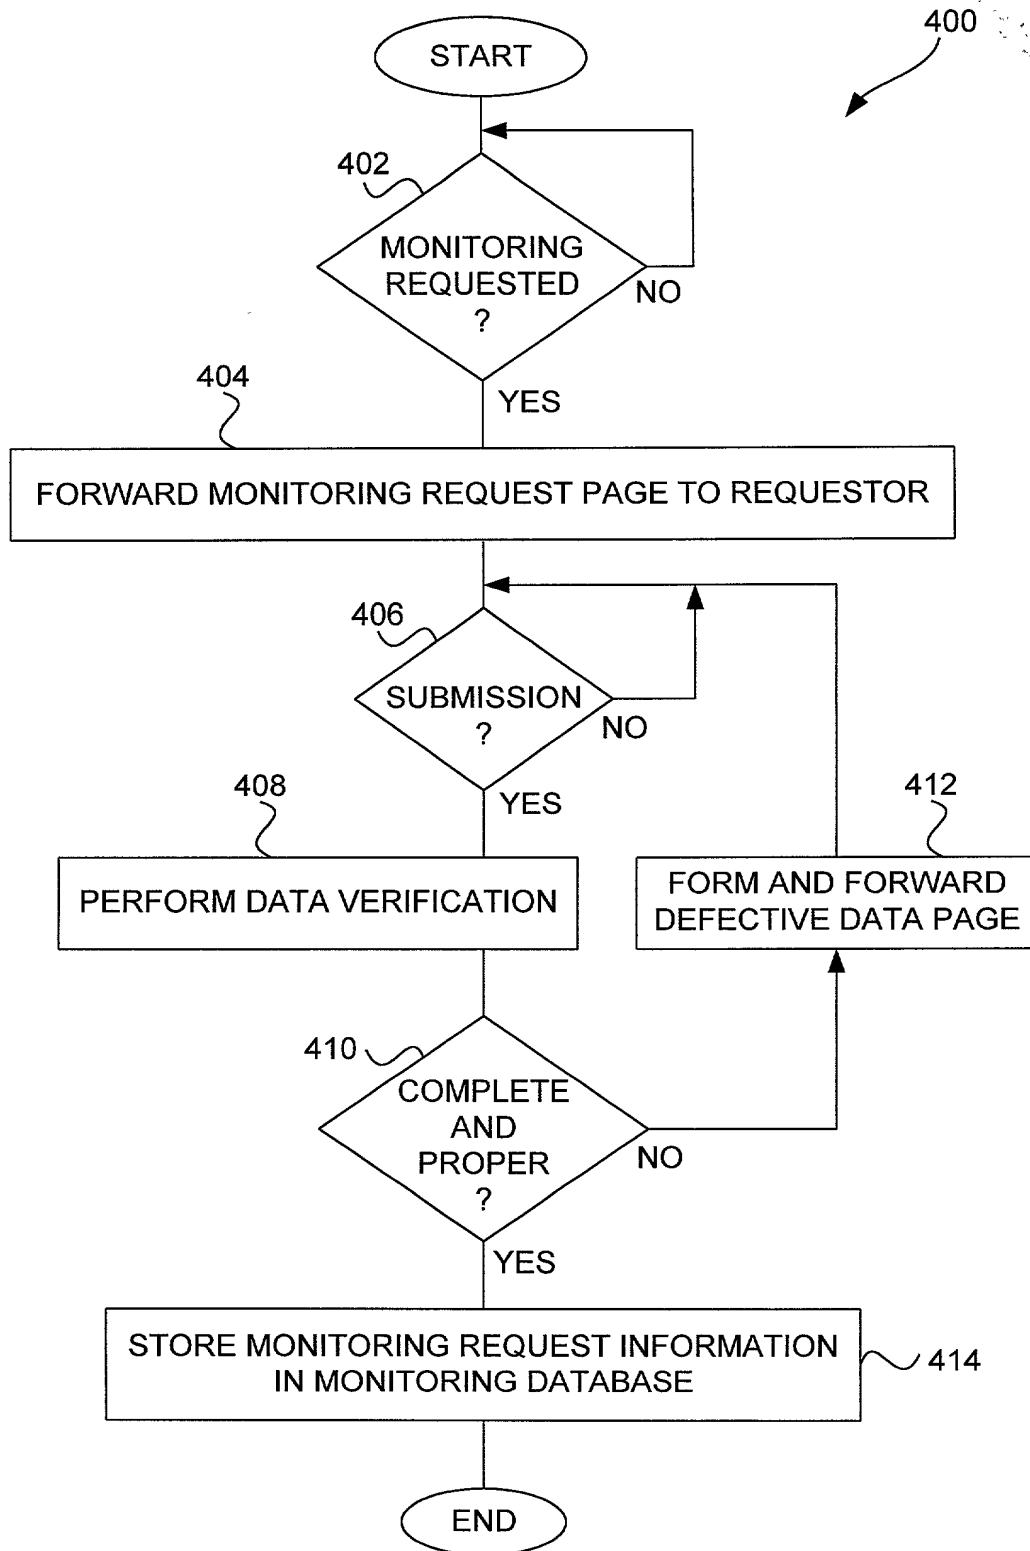 400
START
402
MONITORING
REQUESTED
?
NO
YES
404
FORWARD MONITORING REQUEST PAGE TO REQUESTOR
406
SUBMISSION
?
NO
YES
408
PERFORM DATA VERIFICATION
412
FORM AND FORWARD
DEFECTIVE DATA PAGE
410
COMPLETE
AND
PROPER
?
NO
YES
STORE MONITORING REQUEST INFORMATION
IN MONITORING DATABASE
414
END